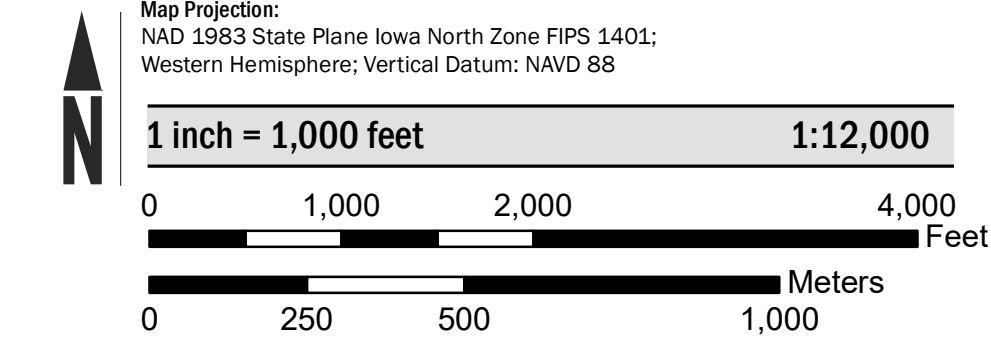 Map Projection:
NAD 1983 State Plane Iowa North Zone FIPS 1401;
Western Hemisphere; Vertical Datum: NAVD 88
N
1 inch = 1,000 feet 1:12,000
0 1,000 2,000 4,000
Feet
Meters
0 250 500 1,000